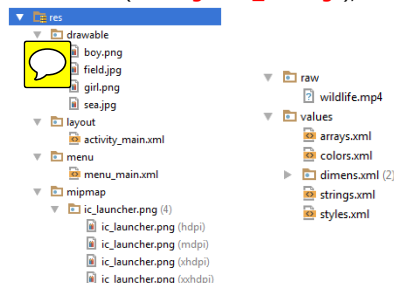 res
drawable
boy.png
field.jpg
girl.png
sea.jpg
layout
activity_main.xml
menu
menu_main.xml
mipmap
ic_launcher.png (4)
ic_launcher.png (hdpi)
ic_launcher.png (mdpi)
ic_launcher.png (xhdpi)
ic_launcher.png (xxhdpi)
raw
wildlife.mp4
values
arrays.xml
colors.xml
dimens.xml (2)
strings.xml
styles.xml